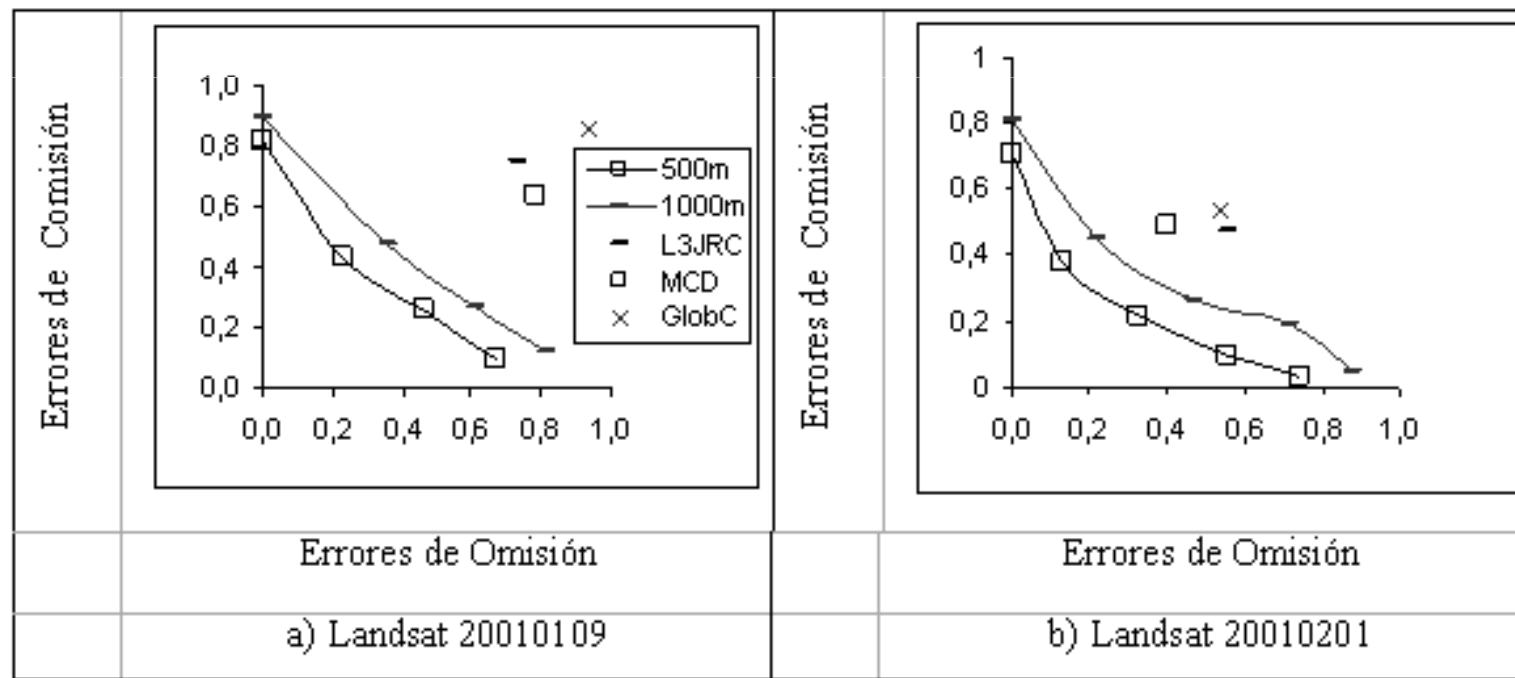 Errores de Comisión
1,0
0,8
0,6
0,4
0,2
0,0
0,0 0,2 0,4 0,6 0,8 1,0
500m
1000m
L3JRC
MCD
GlobC
Errores de Omisión
a) Landsat 20010109
Errores de Comisión
1
0,8
0,6
0,4
0,2
0
0,0 0,2 0,4 0,6 0,8 1,0
Errores de Omisión
b) Landsat 20010201